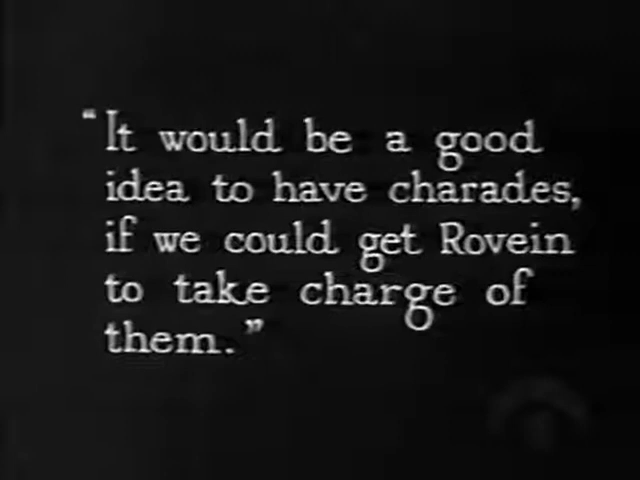 "It would be a good
idea to have charades,
if we could get Rovein
to take charge of
them."